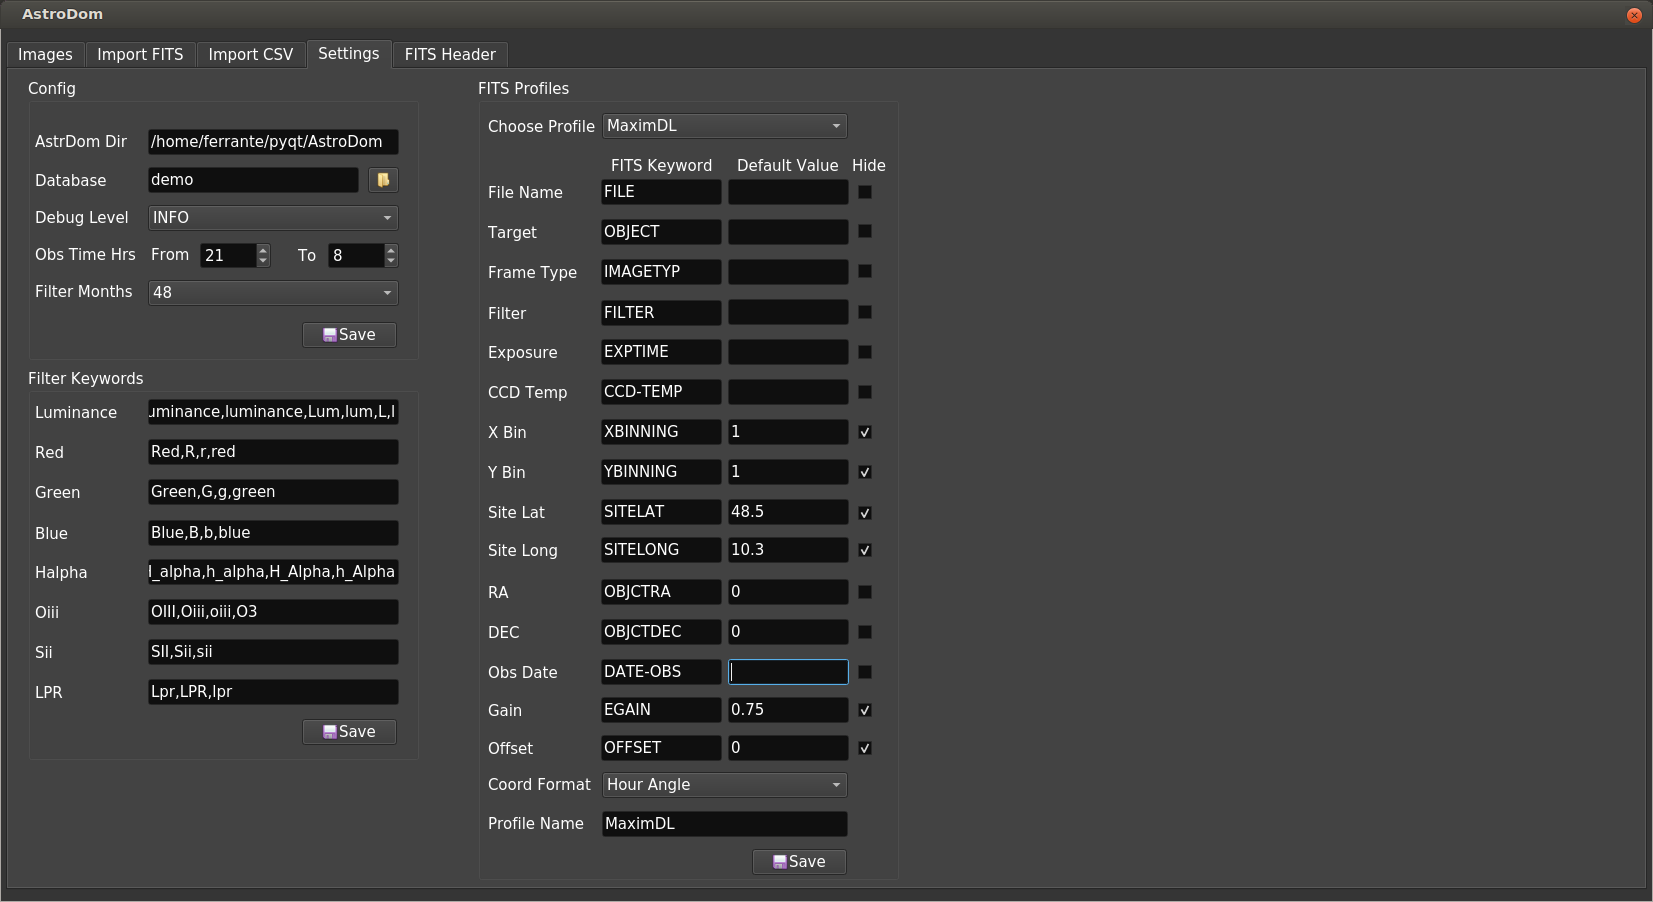 AstroDom
Images
Import FITS
Import CSV
Settings
FITS Header
Config
AstrDom Dir /home/ferrante/pyqt/AstroDom
Database demo
Debug Level INFO
Obs Time Hrs From 21 To 8
Filter Months 48
Save
Filter Keywords
Luminance uminance,luminance,Lum,lum,L,l
Red Red,R,r,red
Green Green,G,g,green
Blue Blue,B,b,blue
Halpha _alpha,h_alpha,H_Alpha,h_Alpha
Oiii OIII,Oiii,oiii,O3
Sii SII,Sii,sii
LPR Lpr,LPR,lpr
Save
FITS Profiles
Choose Profile MaximDL
FITS Keyword Default Value Hide
File Name FILE
Target OBJECT
Frame Type IMAGETYP
Filter FILTER
Exposure EXPTIME
CCD Temp CCD-TEMP
X Bin XBINNING 1
Y Bin YBINNING 1
Site Lat SITELAT 48.5
Site Long SITELONG 10.3
RA OBJCTRA 0
DEC OBJCTDEC 0
Obs Date DATE-OBS
Gain EGAIN 0.75
Offset OFFSET 0
Coord Format Hour Angle
Profile Name MaximDL
Save